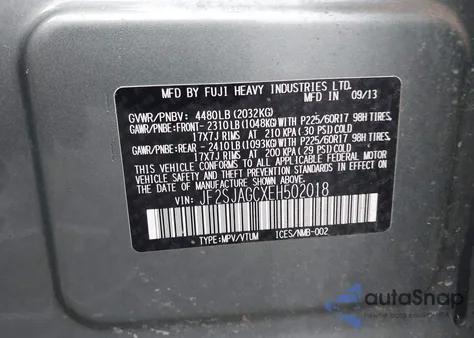 MFD BY FUJI HEAVY INDUSTRIES LTD.
MADE IN JAPAN 09/13
GVWR/PNBV: 4480LB (2032KG)
GAWR/PNBE:FRONT- 2310LB (1048KG) WITH P225/60R17 98H TIRES,
17X7J RIMS AT 210 KPA (30 PSI) COLD
GAWR/PNBE:REAR - 2410LB (1093KG) WITH P225/60R17 98H TIRES,
17X7J RIMS AT 200 KPA (29 PSI) COLD
THIS VEHICLE CONFORMS TO ALL APPLICABLE
FEDERAL MOTOR VEHICLE SAFETY, BUMPER AND
THEFT PREVENTION STANDARDS IN EFFECT ON
THE DATE OF MANUFACTURE SHOWN ABOVE.
VIN: JF2SJAGCXEH502018
TYPE:MPV/VTUM ICES/NMB-002
autoSnap